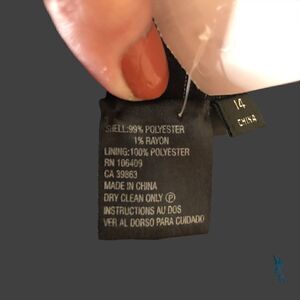 14
CHINA
SHELL:99% POLYESTER
1% RAYON
LINING:100% POLYESTER
RN 106409
CA 39863
MADE IN CHINA
DRY CLEAN ONLY Ⓟ
INSTRUCTIONS AU DOS
VER AL DORSO PARA CUIDADO